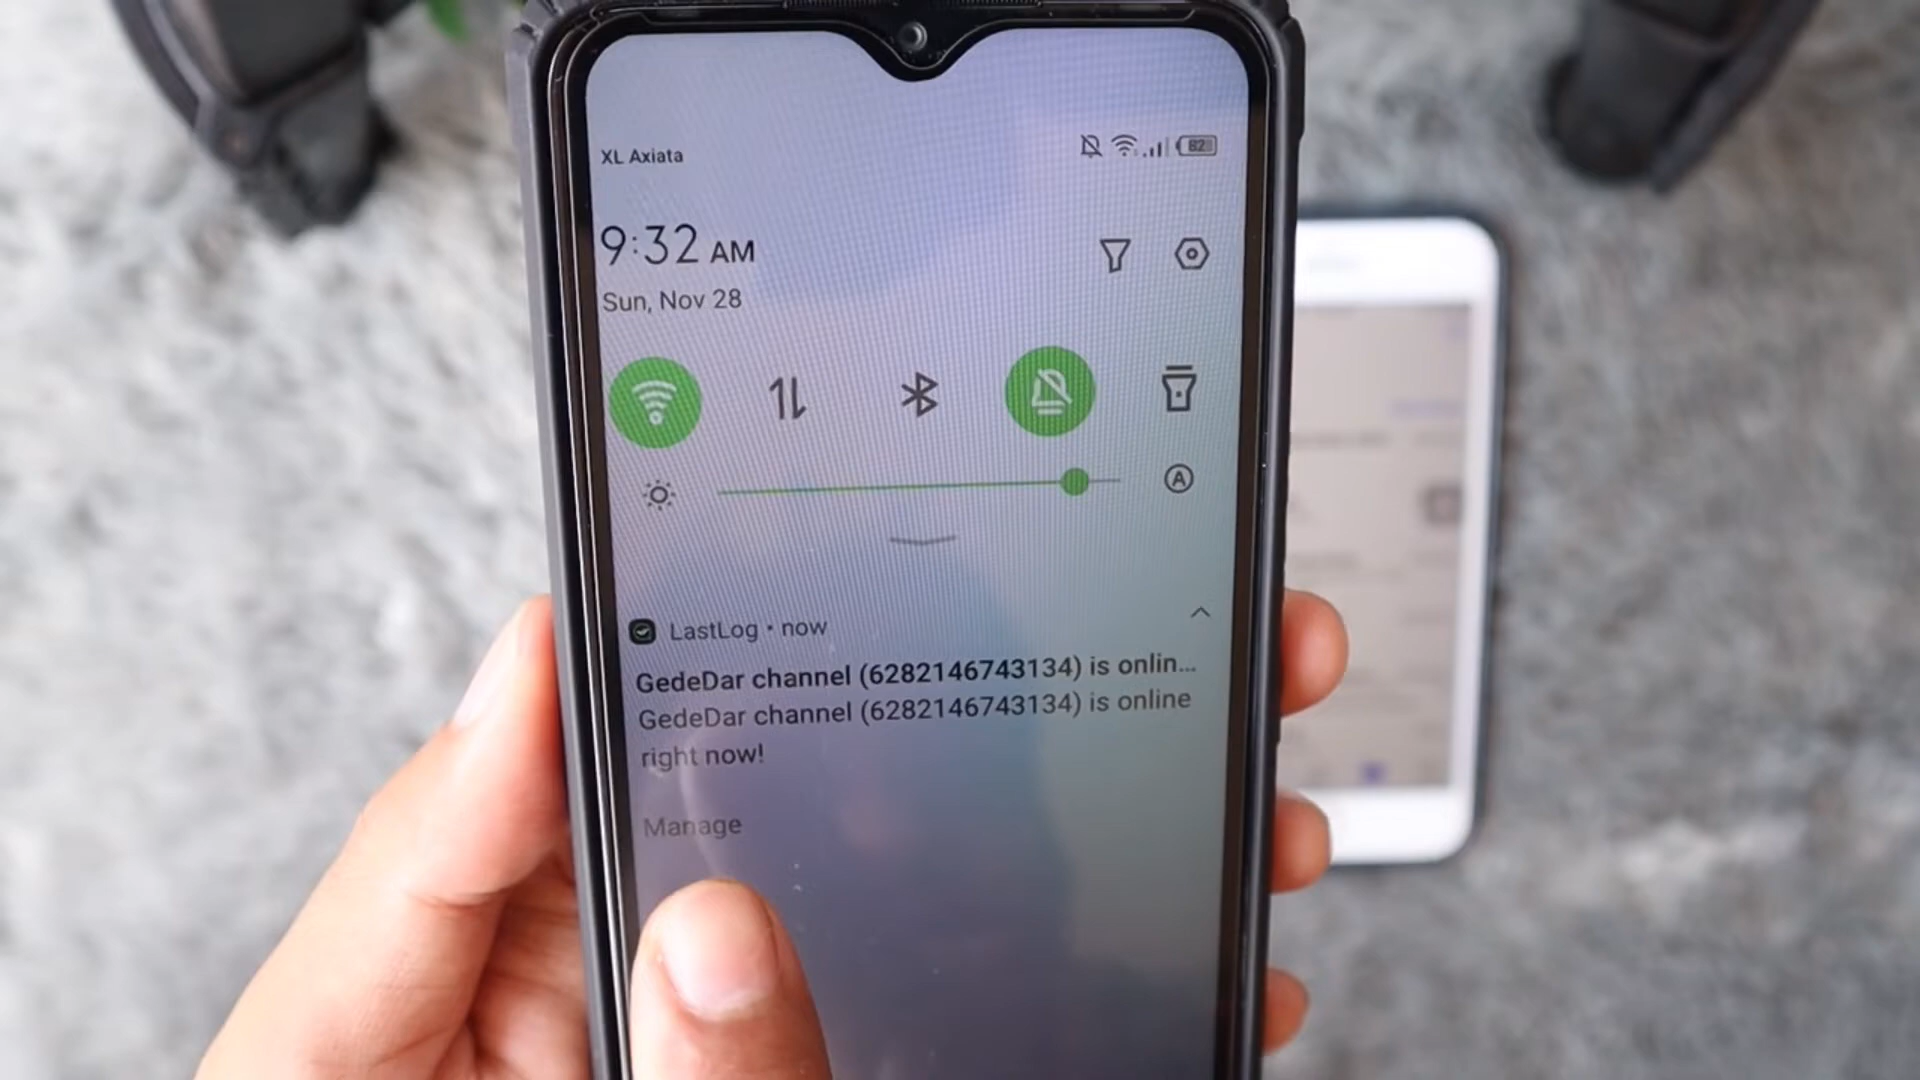 XL Axiata
82
9:32 AM
Sun, Nov 28
A
LastLog • now
GedeDar channel (6282146743134) is onlin...
GedeDar channel (6282146743134) is online
right now!
Manage